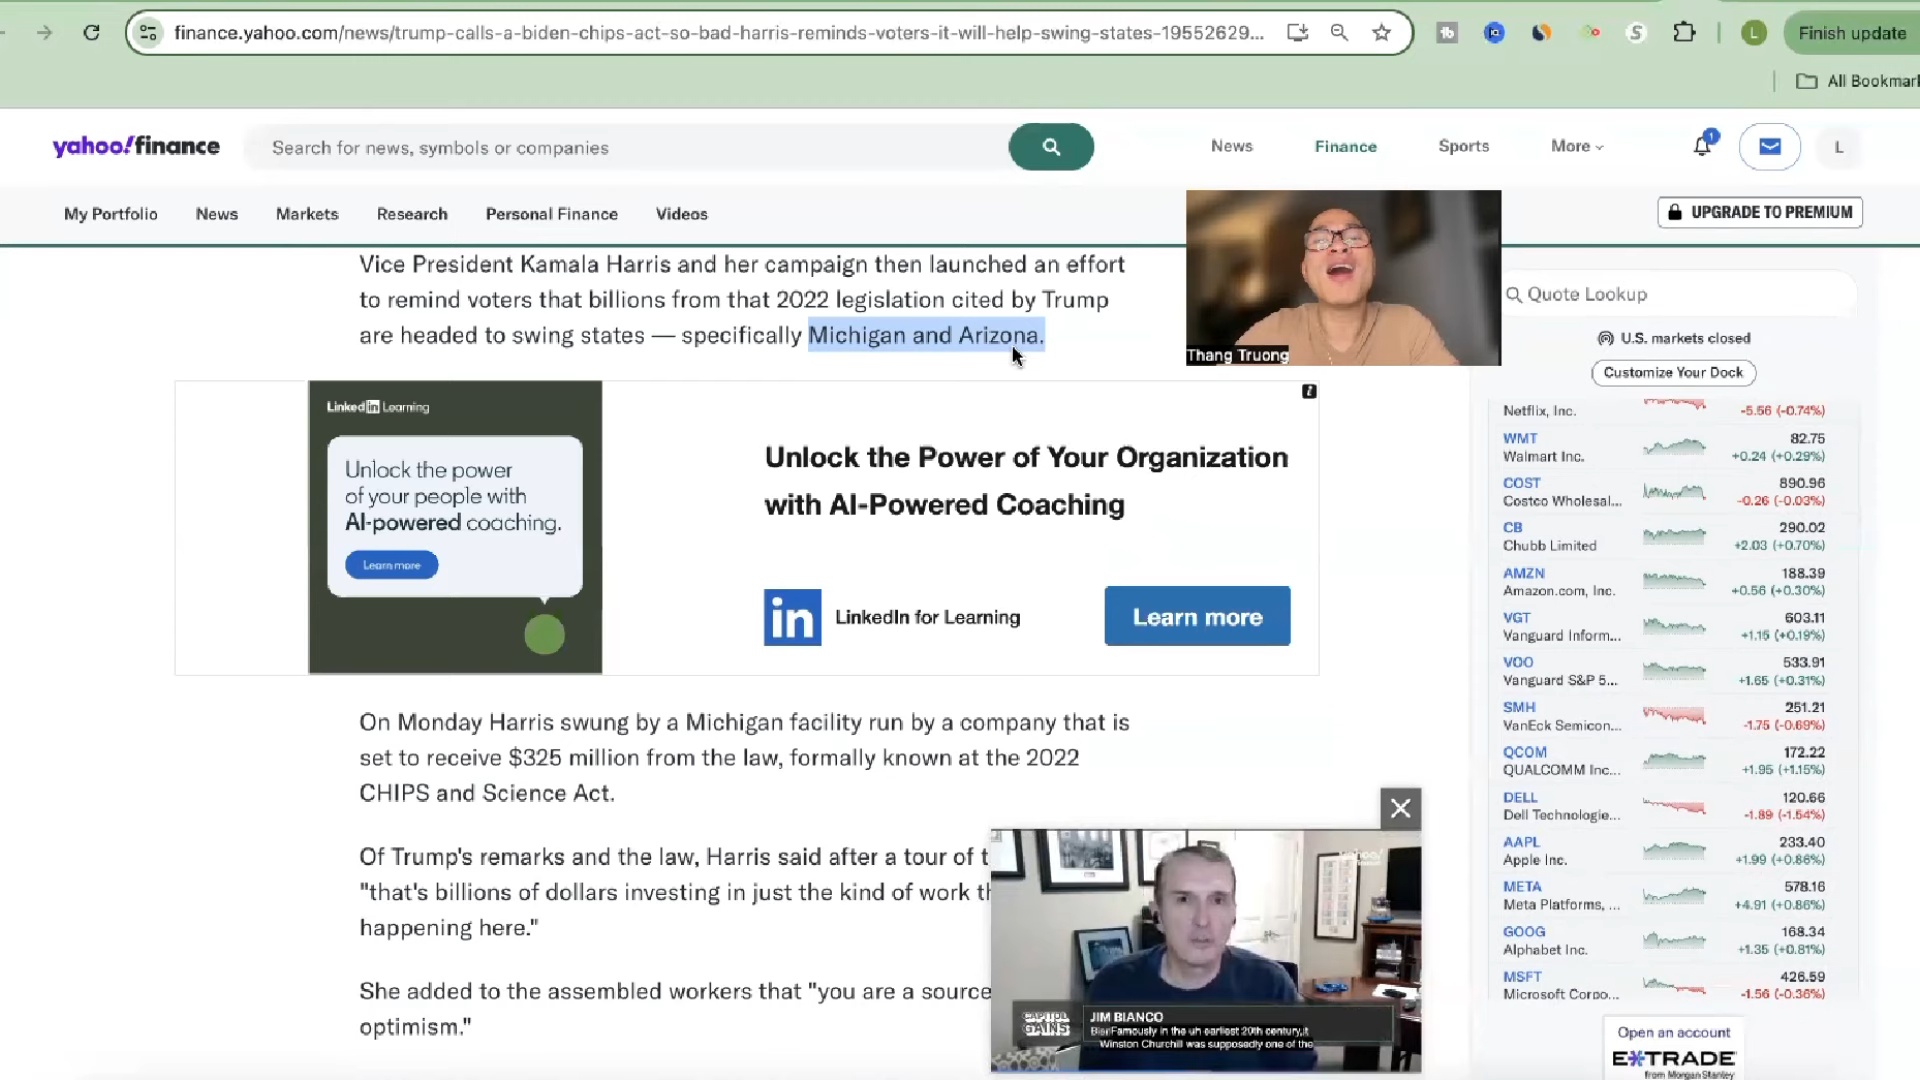 finance.yahoo.com/news/trump-calls-a-biden-chips-act-so-bad-harris-reminds-voters-it-will-help-swing-states-19552629...
Finish update
All Bookmar
yahoo!finance
Search for news, symbols or companies
News
Finance
Sports
More
1
L
My Portfolio
News
Markets
Research
Personal Finance
Videos
UPGRADE TO PREMIUM
Vice President Kamala Harris and her campaign then launched an effort
to remind voters that billions from that 2022 legislation cited by Trump
are headed to swing states — specifically Michigan and Arizona.
Thang Truong
Quote Lookup
U.S. markets closed
Customize Your Dock
Netflix, Inc. -5.56 (-0.74%)
WMT 82.75
Walmart Inc. +0.24 (+0.29%)
COST 890.96
Costco Wholesal... -0.26 (-0.03%)
CB 290.02
Chubb Limited +2.03 (+0.70%)
AMZN 188.39
Amazon.com, Inc. +0.56 (+0.30%)
VGT 603.11
Vanguard Inform... +1.15 (+0.19%)
VOO 533.91
Vanguard S&P 5... +1.65 (+0.31%)
SMH 251.21
VanEck Semicon... -1.75 (-0.69%)
QCOM 172.22
QUALCOMM Inc... +1.95 (+1.15%)
DELL 120.66
Dell Technologie... -1.89 (-1.54%)
AAPL 233.40
Apple Inc. +1.99 (+0.86%)
META 578.16
Meta Platforms, ... +4.91 (+0.86%)
GOOG 168.34
Alphabet Inc. +1.35 (+0.81%)
MSFT 426.59
Microsoft Corpo... -1.56 (-0.36%)
Open an account
E*TRADE
from Morgan Stanley
Linked in Learning
Unlock the power
of your people with
AI-powered coaching.
Learn more
Unlock the Power of Your Organization
with AI-Powered Coaching
in LinkedIn for Learning
Learn more
On Monday Harris swung by a Michigan facility run by a company that is
set to receive $325 million from the law, formally known at the 2022
CHIPS and Science Act.
Of Trump's remarks and the law, Harris said after a tour of t
"that's billions of dollars investing in just the kind of work th
happening here."
She added to the assembled workers that "you are a source
optimism."
yahoo!
finance
CAPITOL
GAINS
JIM BIANCO
Famously in the uh earliest 20th century,it
Winston Churchill was supposedly one of the